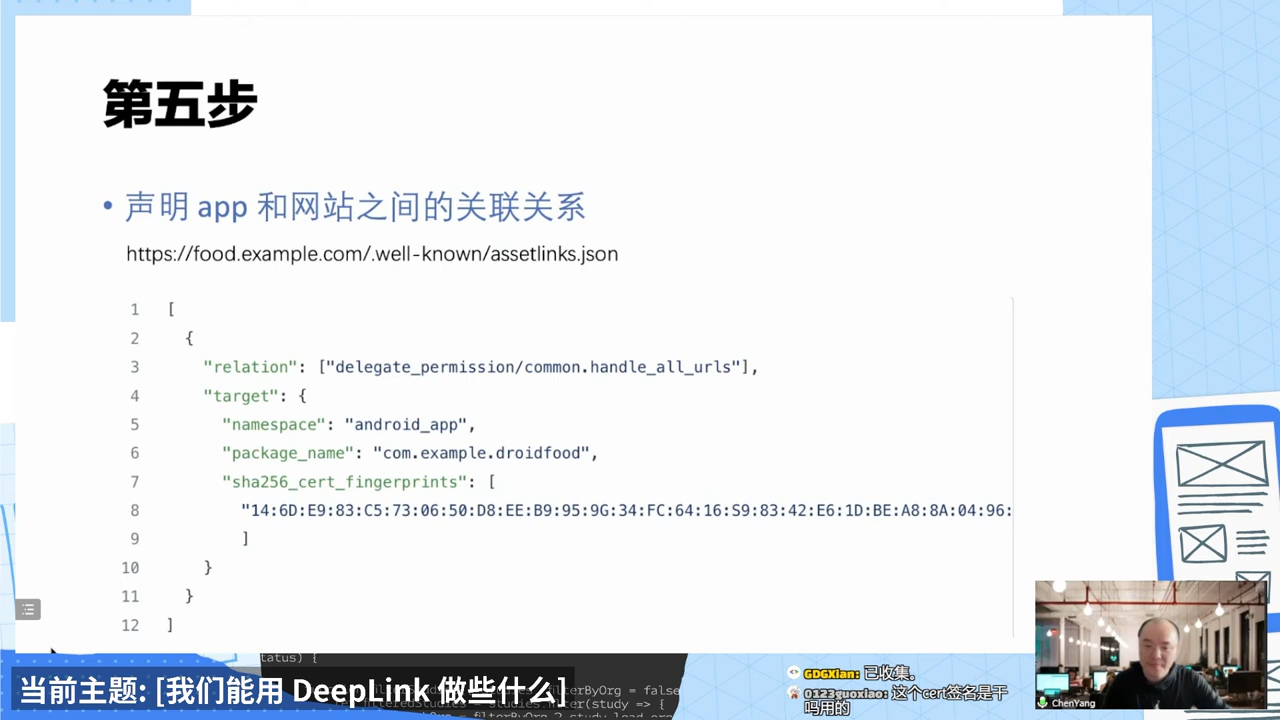 第五步
• 声明 app 和网站之间的关联关系
https://food.example.com/.well-known/assetlinks.json
1 [
2 {
3 "relation": ["delegate_permission/common.handle_all_urls"],
4 "target": {
5 "namespace": "android_app",
6 "package_name": "com.example.droidfood",
7 "sha256_cert_fingerprints": [
8 "14:6D:E9:83:C5:73:06:50:D8:EE:B9:95:9G:34:FC:64:16:S9:83:42:E6:1D:BE:A8:8A:04:96:
9 ]
10 }
11 }
12 ]
tatus) {
当前主题: [我们能用 DeepLink 做些什么]
filterByOrg = false
study => {
GDGXian: 已收集.
0123guoxiao: 这个cert签名是干
吗用的
ChenYang